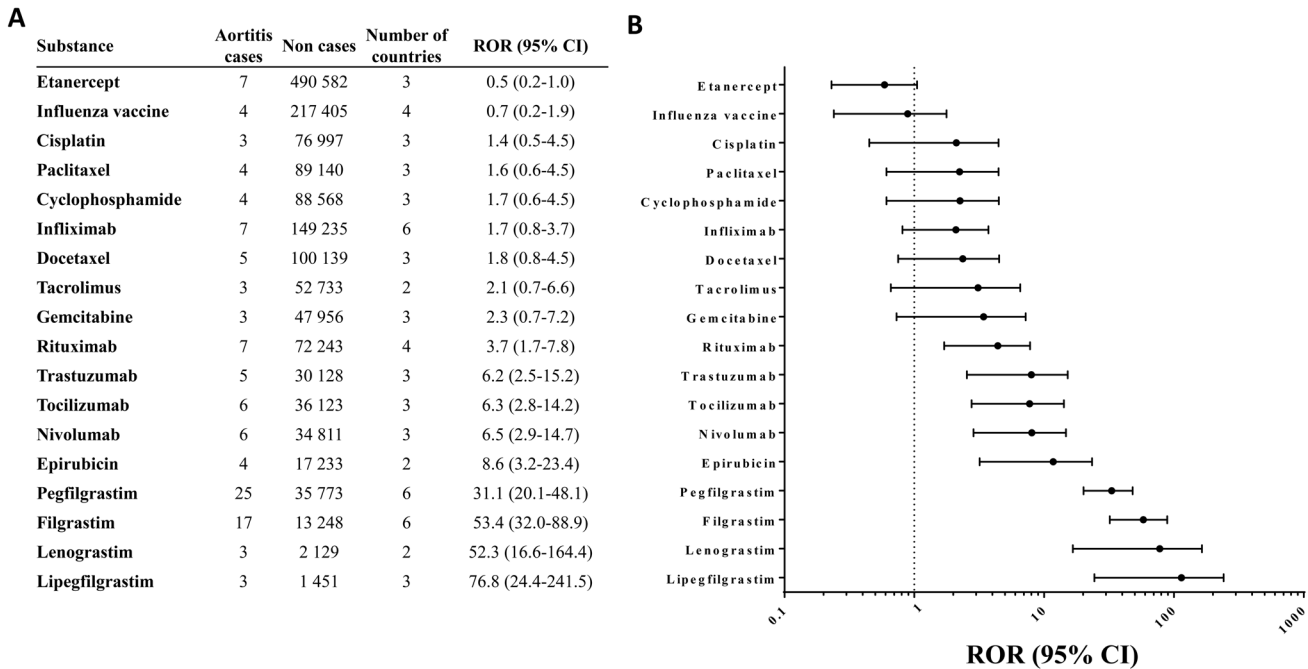 A
Substance Aortitis cases Non cases Number of countries ROR (95% CI)
Etanercept 7 490 582 3 0.5 (0.2-1.0)
Influenza vaccine 4 217 405 4 0.7 (0.2-1.9)
Cisplatin 3 76 997 3 1.4 (0.5-4.5)
Paclitaxel 4 89 140 3 1.6 (0.6-4.5)
Cyclophosphamide 4 88 568 3 1.7 (0.6-4.5)
Infliximab 7 149 235 6 1.7 (0.8-3.7)
Docetaxel 5 100 139 3 1.8 (0.8-4.5)
Tacrolimus 3 52 733 2 2.1 (0.7-6.6)
Gemcitabine 3 47 956 3 2.3 (0.7-7.2)
Rituximab 7 72 243 4 3.7 (1.7-7.8)
Trastuzumab 5 30 128 3 6.2 (2.5-15.2)
Tocilizumab 6 36 123 3 6.3 (2.8-14.2)
Nivolumab 6 34 811 3 6.5 (2.9-14.7)
Epirubicin 4 17 233 2 8.6 (3.2-23.4)
Pegfilgrastim 25 35 773 6 31.1 (20.1-48.1)
Filgrastim 17 13 248 6 53.4 (32.0-88.9)
Lenograstim 3 2 129 2 52.3 (16.6-164.4)
Lipegfilgrastim 3 1 451 3 76.8 (24.4-241.5)
B
Etanercept
Influenza vaccine
Cisplatin
Paclitaxel
Cyclophosphamide
Infliximab
Docetaxel
Tacrolimus
Gemcitabine
Rituximab
Trastuzumab
Tocilizumab
Nivolumab
Epirubicin
Pegfilgrastim
Filgrastim
Lenograstim
Lipegfilgrastim
0.1 1 10 100 1000
ROR (95% CI)